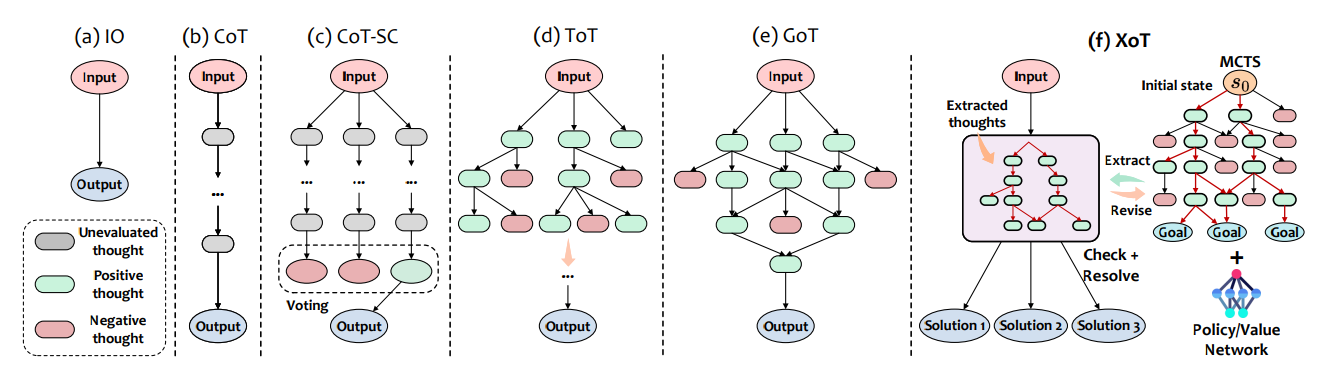 (a) IO
Input
Output
Unevaluated
thought
Positive
thought
Negative
thought
(b) CoT
Input
...
Output
(c) CoT-SC
Input
... ... ...
Voting
Output
(d) ToT
Input
...
Output
(e) GoT
Input
Output
(f) XoT
Input
Extracted
thoughts
Check +
Resolve
Solution 1 Solution 2 Solution 3
MCTS
Initial state
s0
Extract
Revise
Goal Goal Goal
+
Policy/Value
Network